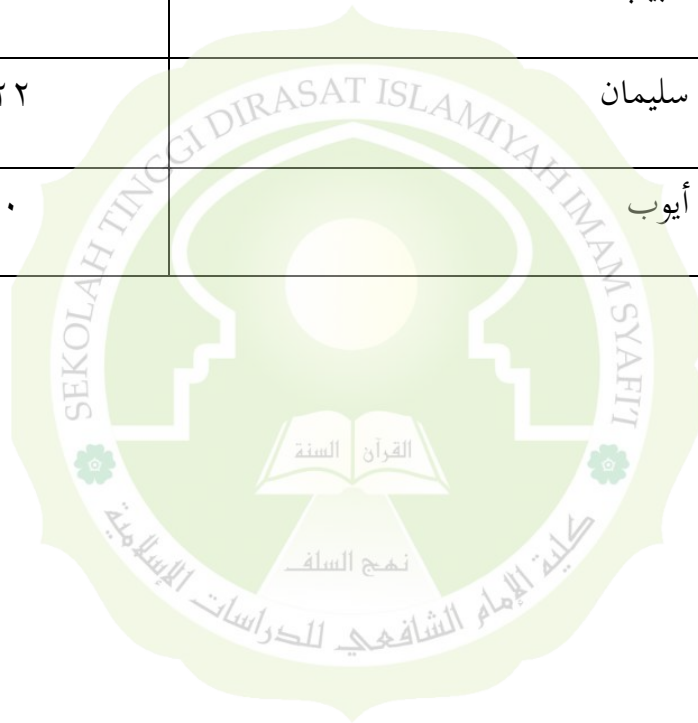 سليمان
أيوب
SEKOLAH TINGGI DIRASAT ISLAMIYAH IMAM SYAFI'I
القرآن السنة
نهج السلف
كلية الإمام الشافعي للدراسات الإسلامية